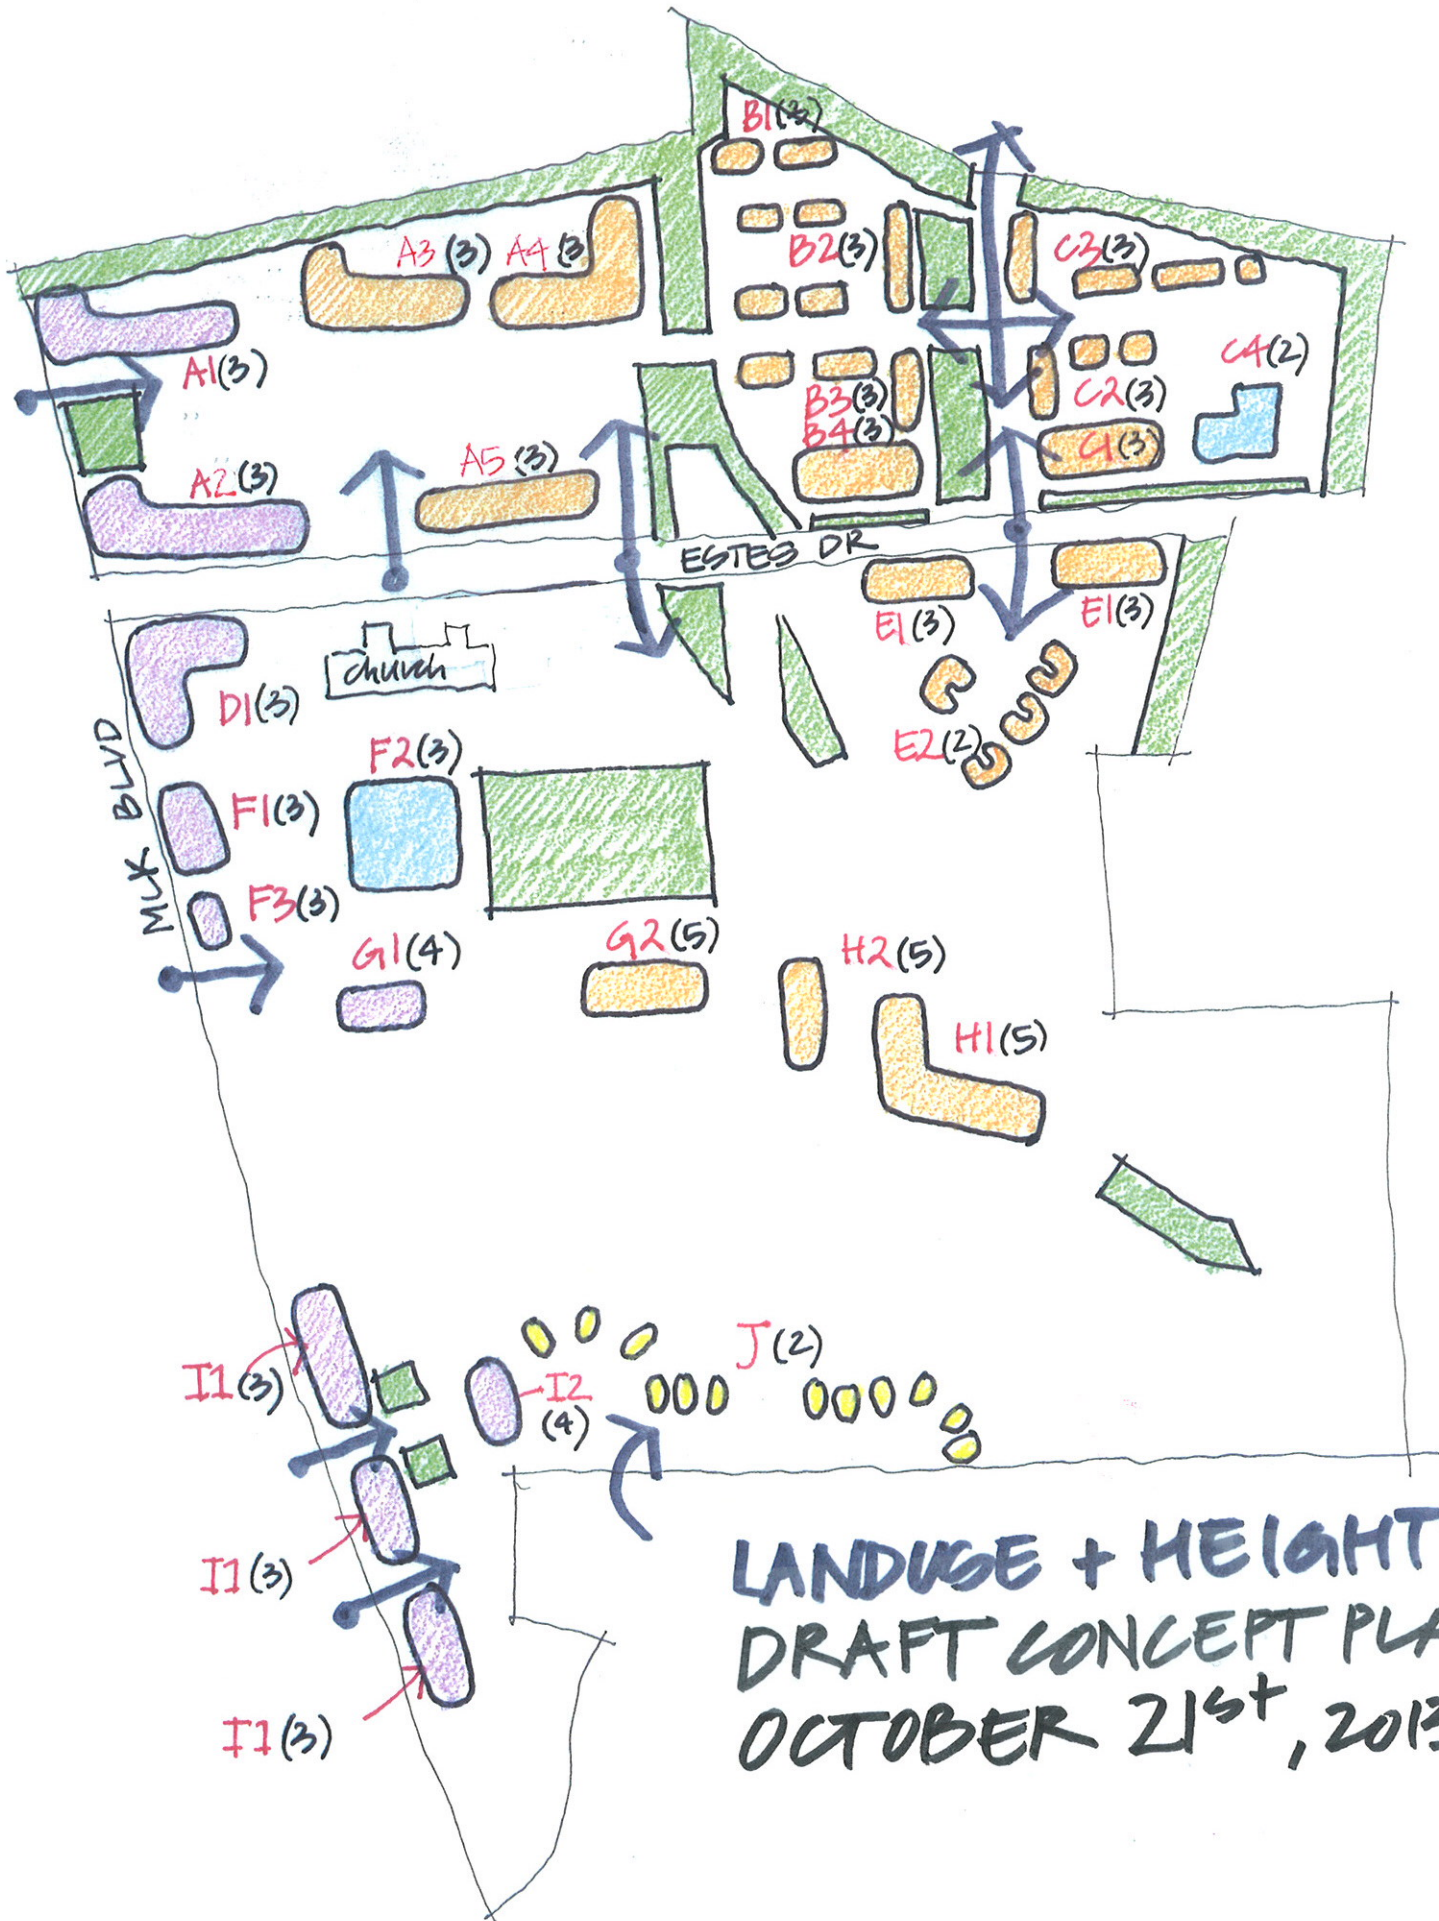 B1(3)
A3(3) A4(3
B2(3)
C3(3)
A1(3)
C4(2)
B3(3)
C2(3)
B4(3)
C1(3)
A5(3)
A2(3)
ESTES DR
E1(3)
E1(3)
church
D1(3)
E2(2)
F2(3)
MLK BLVD
F1(3)
F3(3)
G1(4)
G2(5)
H2(5)
H1(5)
J(2)
I1(3)
I2
(4)
I1(3)
I1(3)
LANDUSE + HEIGHT
DRAFT CONCEPT PLA
OCTOBER 21st, 2013